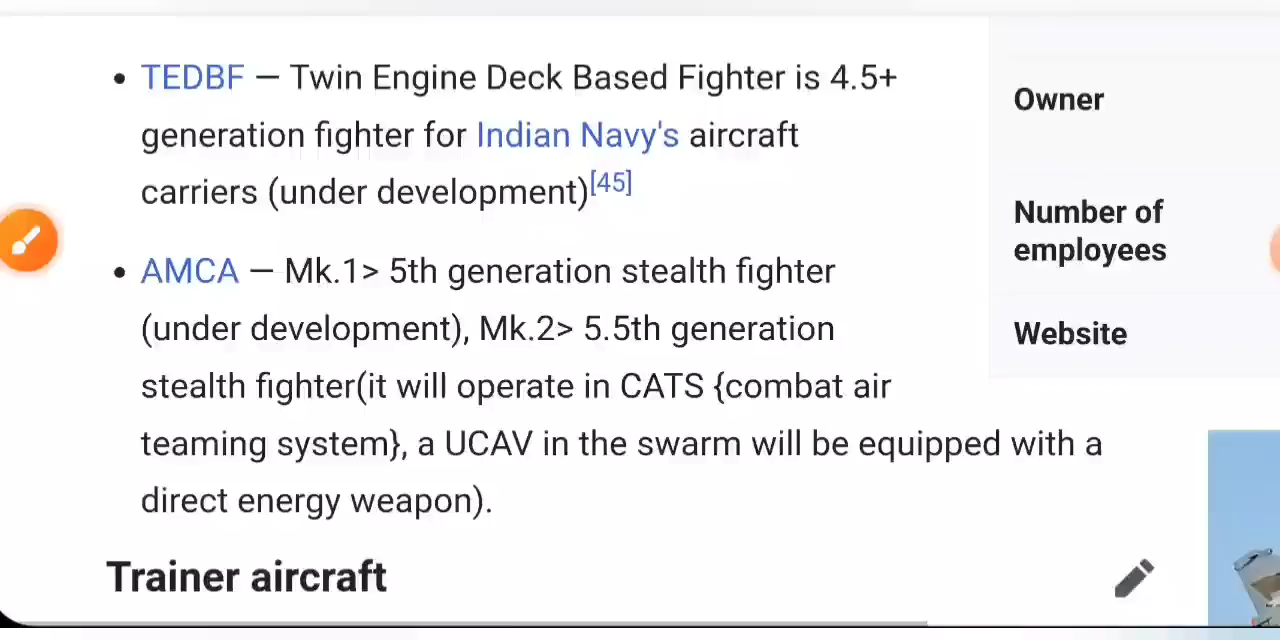 • TEDBF — Twin Engine Deck Based Fighter is 4.5+
generation fighter for Indian Navy's aircraft
carriers (under development)[45]
• AMCA — Mk.1> 5th generation stealth fighter
(under development), Mk.2> 5.5th generation
stealth fighter(it will operate in CATS {combat air
teaming system}, a UCAV in the swarm will be equipped with a
direct energy weapon).
Trainer aircraft
Owner
Number of
employees
Website